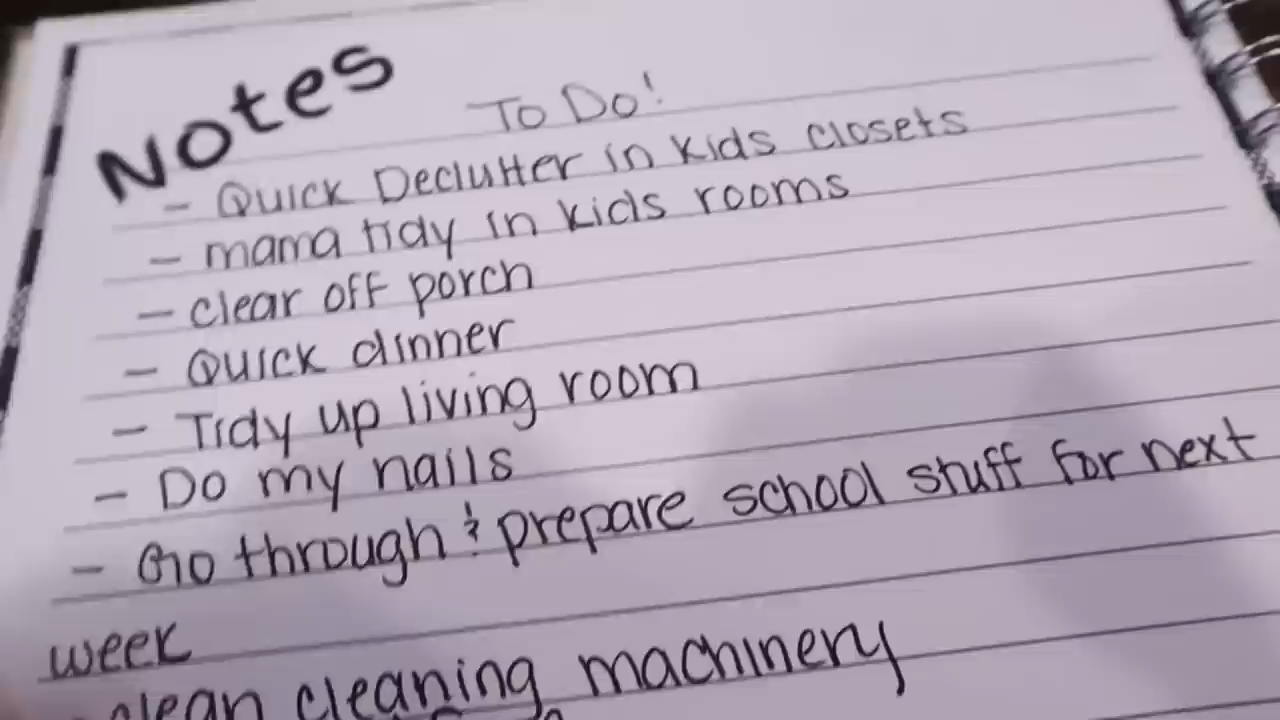 Notes
To Do!
- Quick Declutter in kids closets
- mama tidy in kids rooms
- clear off porch
- Quick dinner
- Tidy up living room
- Do my nails
- Go through & prepare school stuff for next
week
- clean cleaning machinery